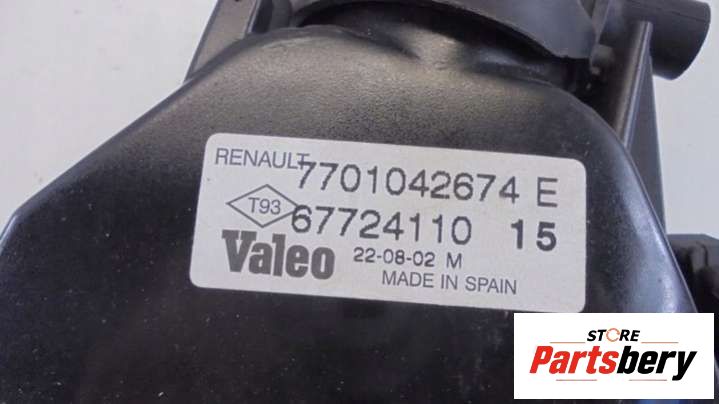 RENAULT 7701042674 E
T93 67724110 15
Valeo 22-08-02 M
MADE IN SPAIN
STORE
Partsbery